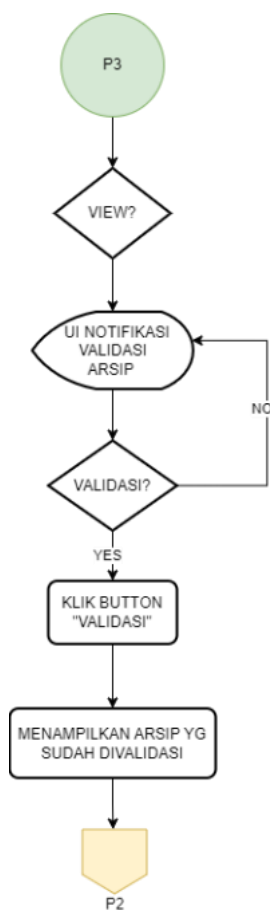 P3
VIEW?
UI NOTIFIKASI
VALIDASI
ARSIP
NO
VALIDASI?
YES
KLIK BUTTON
"VALIDASI"
MENAMPILKAN ARSIP YG
SUDAH DIVALIDASI
P2